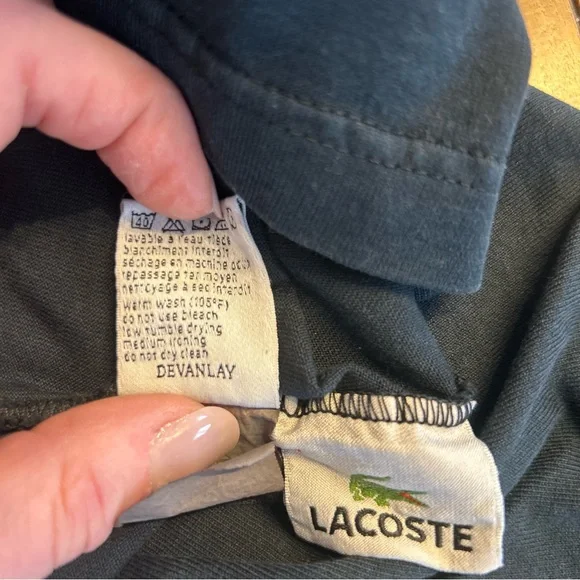 lavable à l'eau tiède
blanchiment interdit
séchage en machine doux
repassage fer moyen
nettoyage à sec interdit
warm wash (105°F)
do not use bleach
low tumble drying
medium ironing
do not dry clean
DEVANLAY
LACOSTE